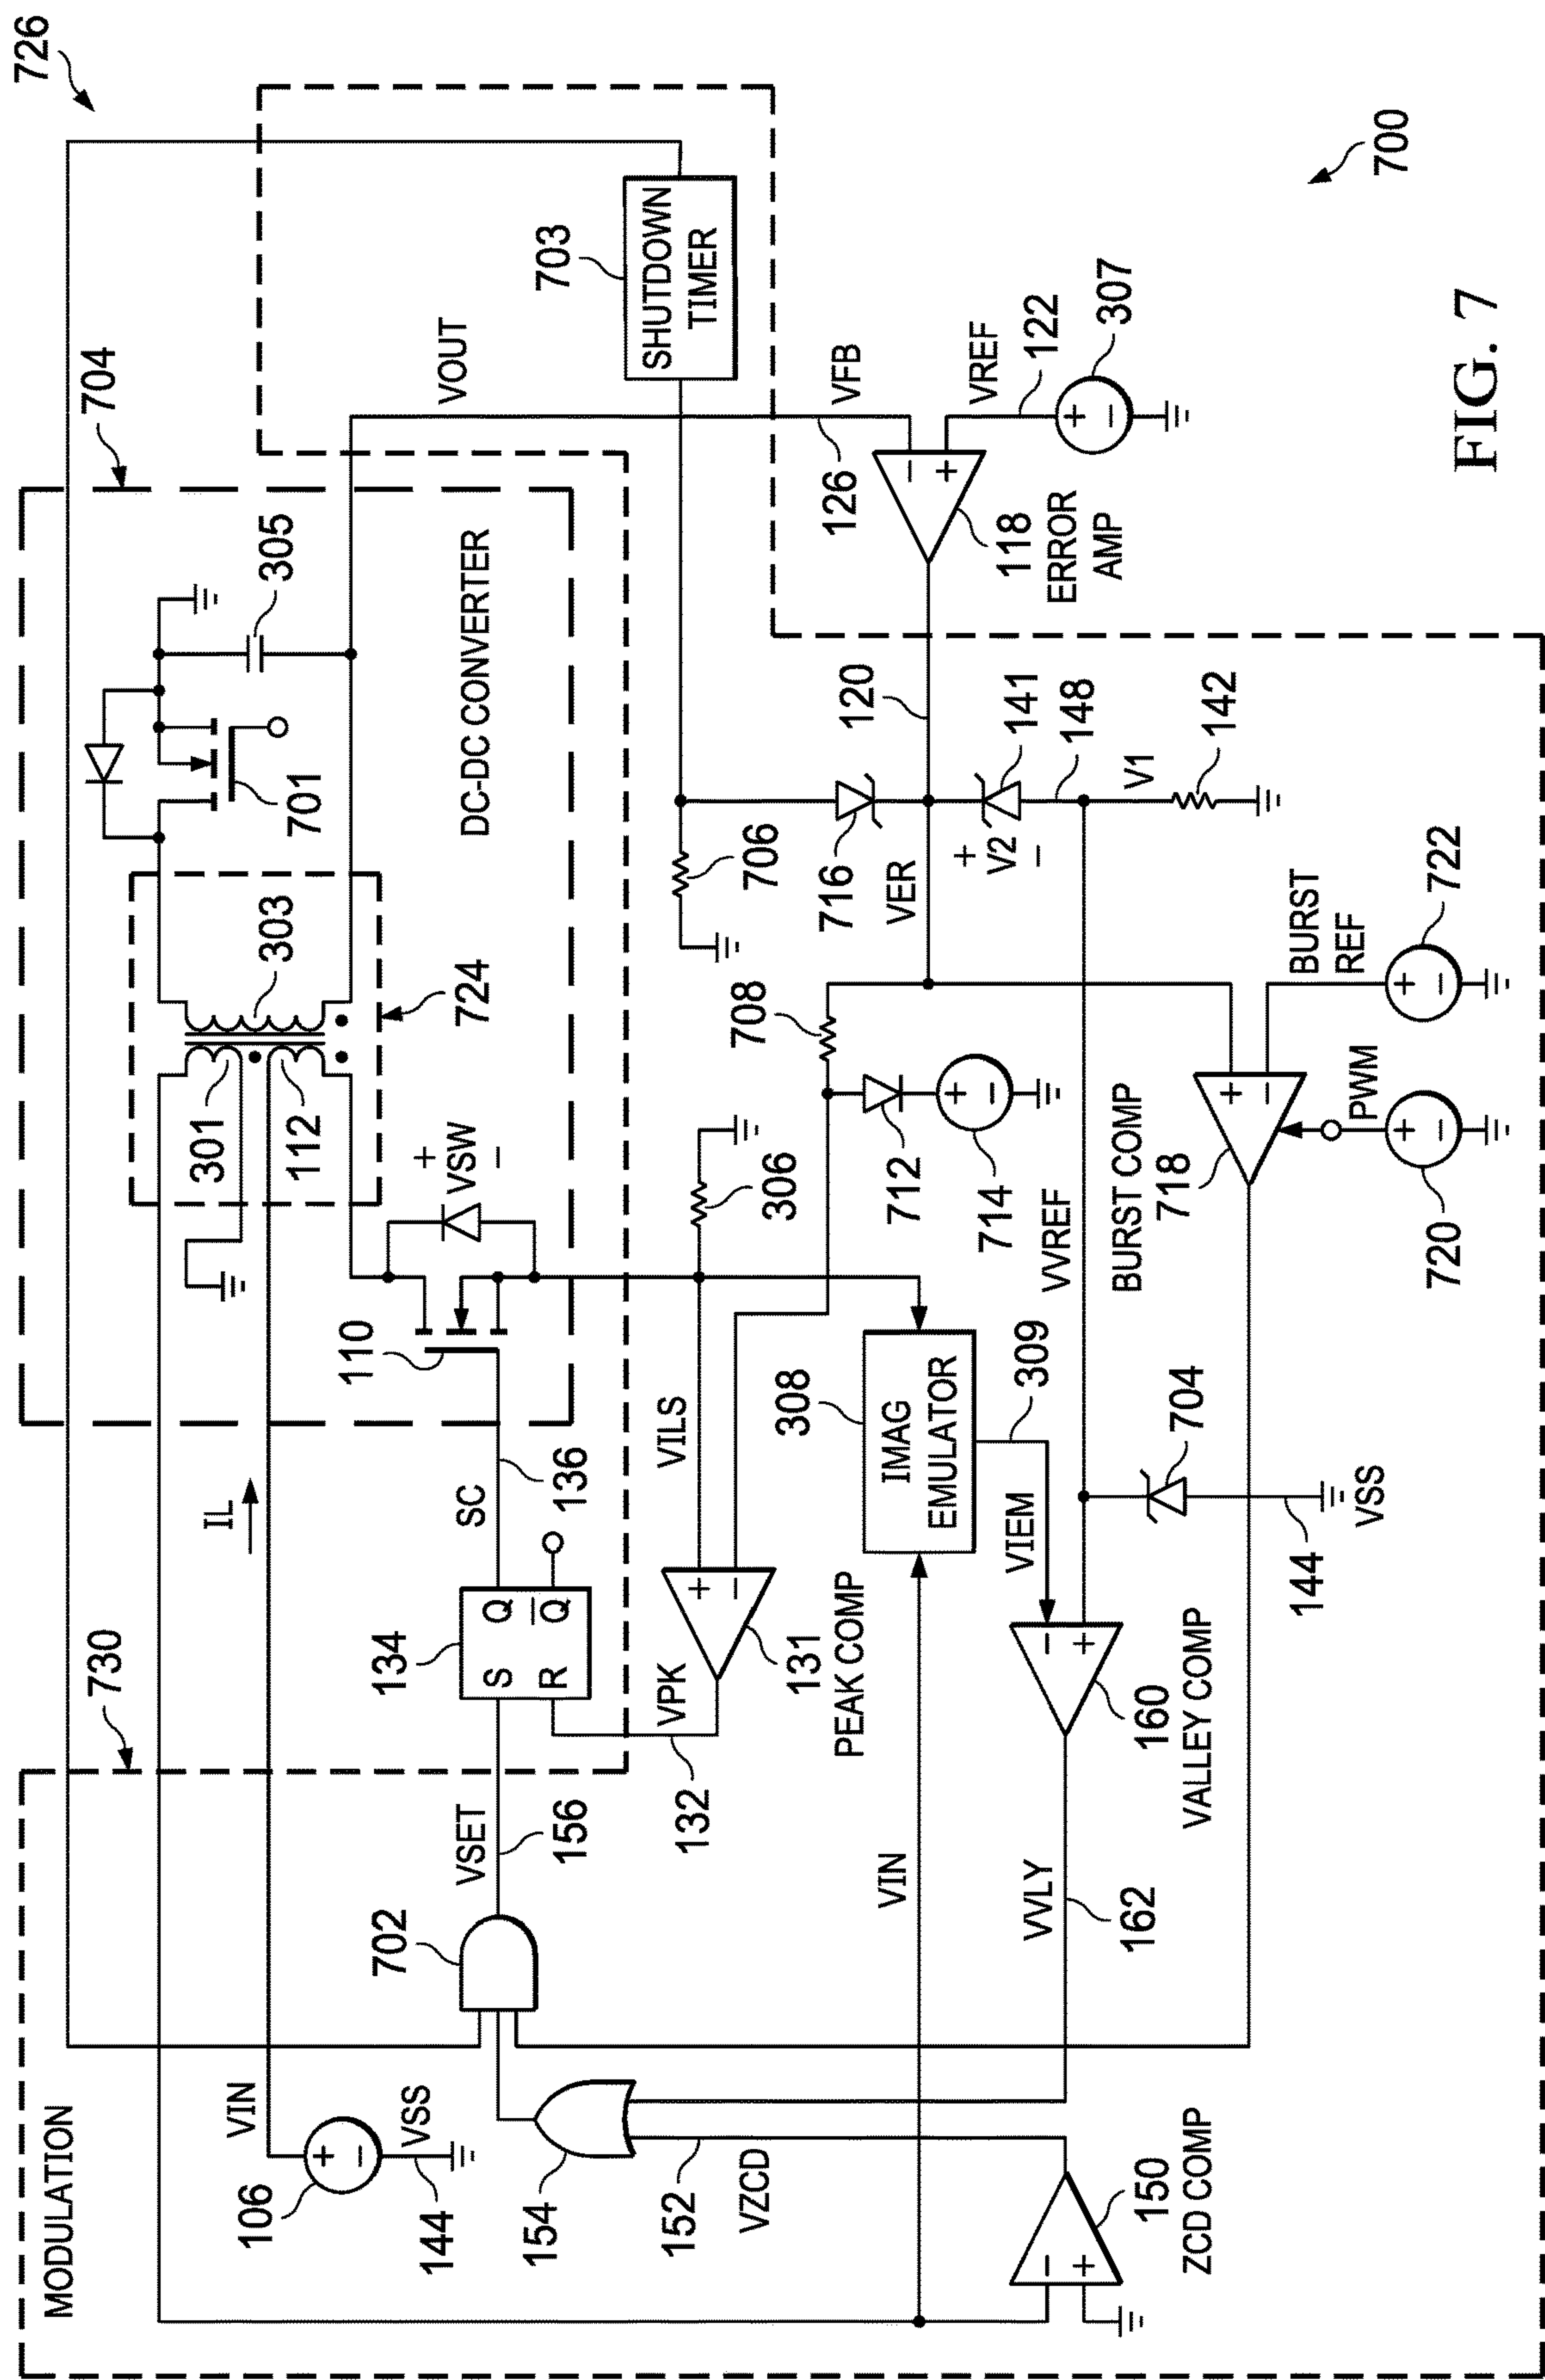 726
704
730
MODULATION
VIN
106
VSS
144
IL
301
112
303
724
701
305
DC-DC CONVERTER
VOUT
+
VSW
−
110
SC
136
134
S
Q
R
Q
VSET
156
702
154
152
VZCD
VPK
132
131
PEAK COMP
+
−
VILS
306
706
703
SHUTDOWN
TIMER
716
VER
120
+
V2
−
141
148
V1
142
VFB
126
118
ERROR
AMP
−
+
VREF
122
307
+
−
708
712
714
+
−
VIN
308
IMAG
EMULATOR
309
VIEM
VVREF
BURST COMP
718
+
−
BURST
REF
722
+
−
PWM
720
+
−
704
144
VSS
160
VALLEY COMP
−
+
VVLY
162
150
ZCD COMP
−
+
700
FIG. 7